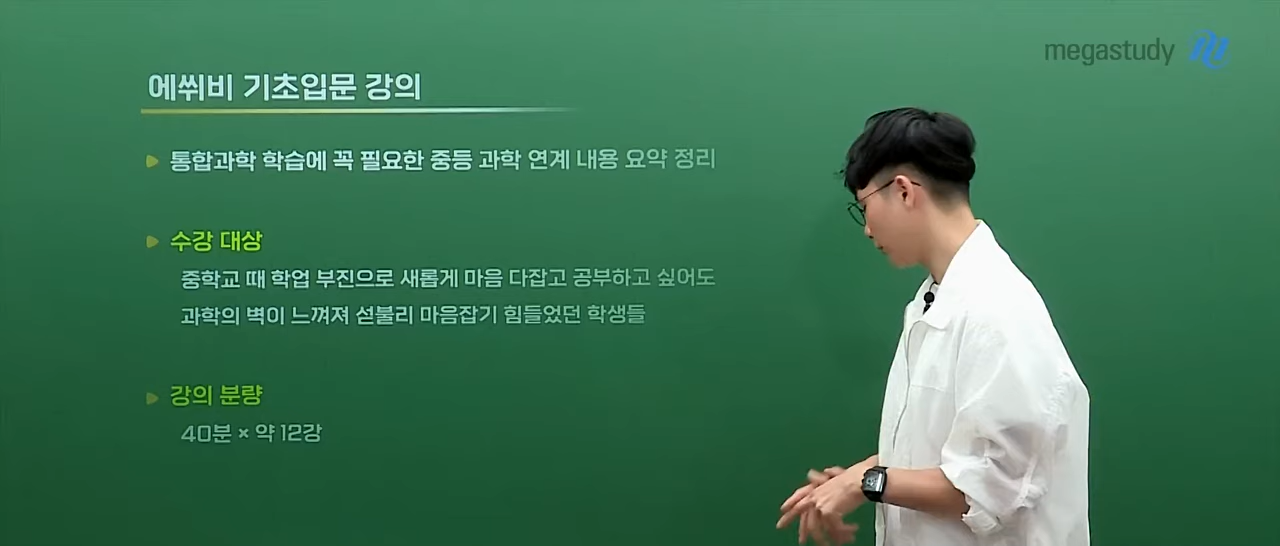 megastudy
에쒸비 기초입문 강의
통합과학 학습에 꼭 필요한 중등 과학 연계 내용 요약 정리
수강 대상
중학교 때 학업 부진으로 새롭게 마음 다잡고 공부하고 싶어도
과학의 벽이 느껴져 섣불리 마음잡기 힘들었던 학생들
강의 분량
40분 × 약 12강